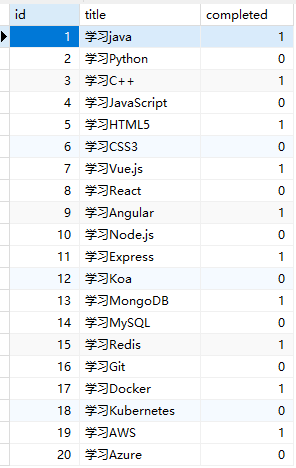 id title completed
1 学习java 1
2 学习Python 0
3 学习C++ 1
4 学习JavaScript 0
5 学习HTML5 1
6 学习CSS3 0
7 学习Vue.js 1
8 学习React 0
9 学习Angular 1
10 学习Node.js 0
11 学习Express 1
12 学习Koa 0
13 学习MongoDB 1
14 学习MySQL 0
15 学习Redis 1
16 学习Git 0
17 学习Docker 1
18 学习Kubernetes 0
19 学习AWS 1
20 学习Azure 0